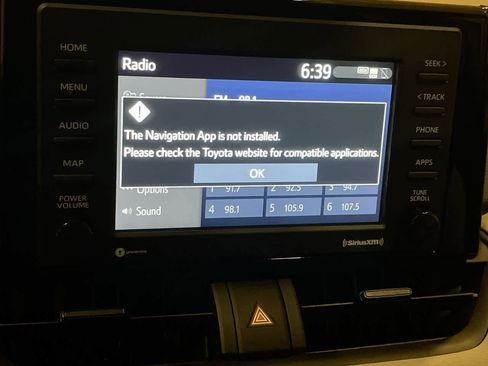 HOME
MENU
AUDIO
MAP
POWER
VOLUME
Radio
6:39
The Navigation App is not installed.
Please check the Toyota website for compatible applications.
OK
Options
1 91.7 2 92.5 3 94.7
Sound
4 98.1 5 105.9 6 107.5
SEEK >
< TRACK
PHONE
APPS
TUNE
SCROLL
((SiriusXM))